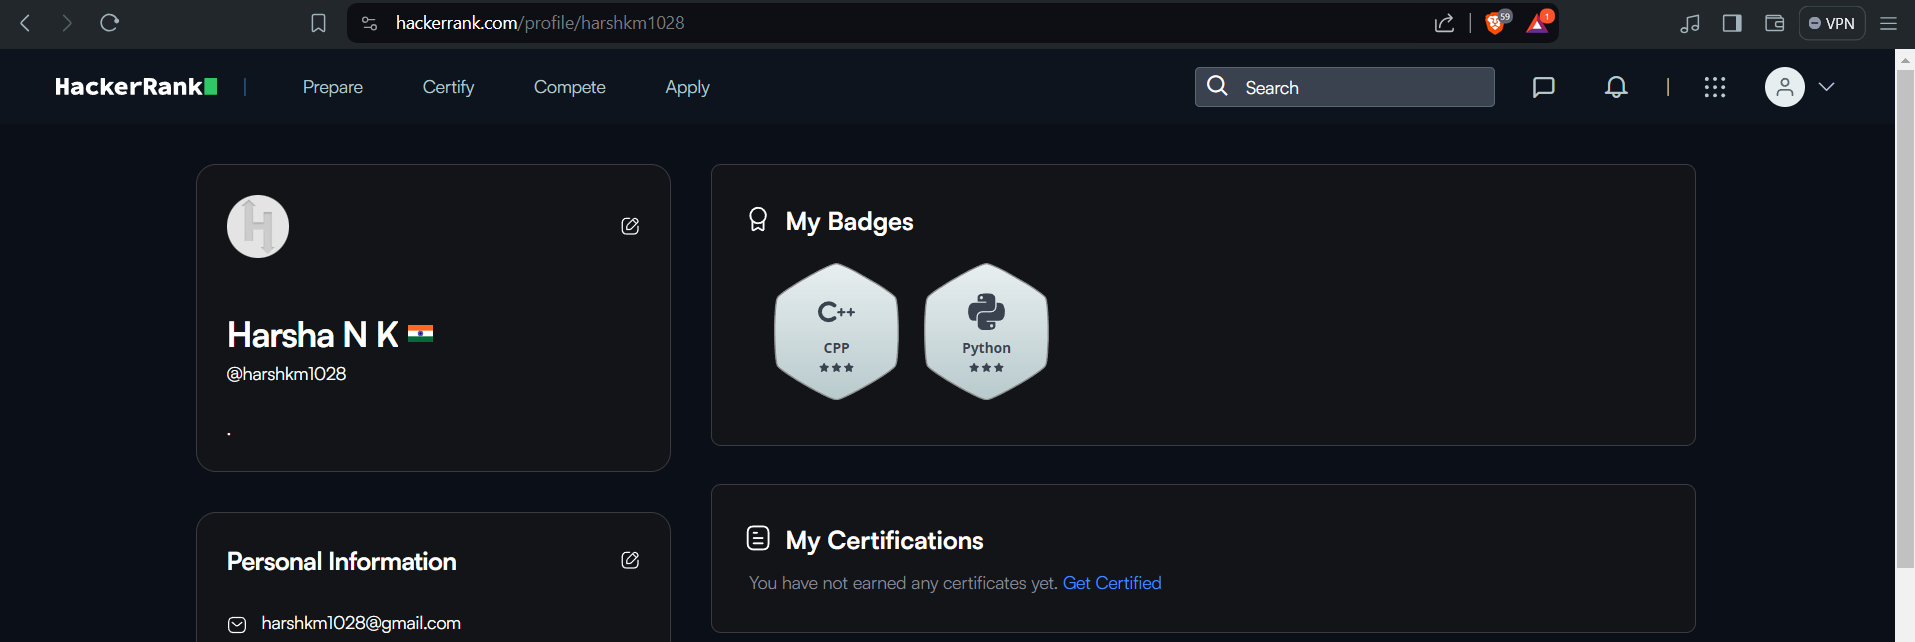 hackerrank.com/profile/harshkm1028
59
1
VPN
HackerRank
Prepare
Certify
Compete
Apply
Search
Harsha N K
@harshkm1028
.
My Badges
C++
CPP
Python
My Certifications
You have not earned any certificates yet. Get Certified
Personal Information
harshkm1028@gmail.com